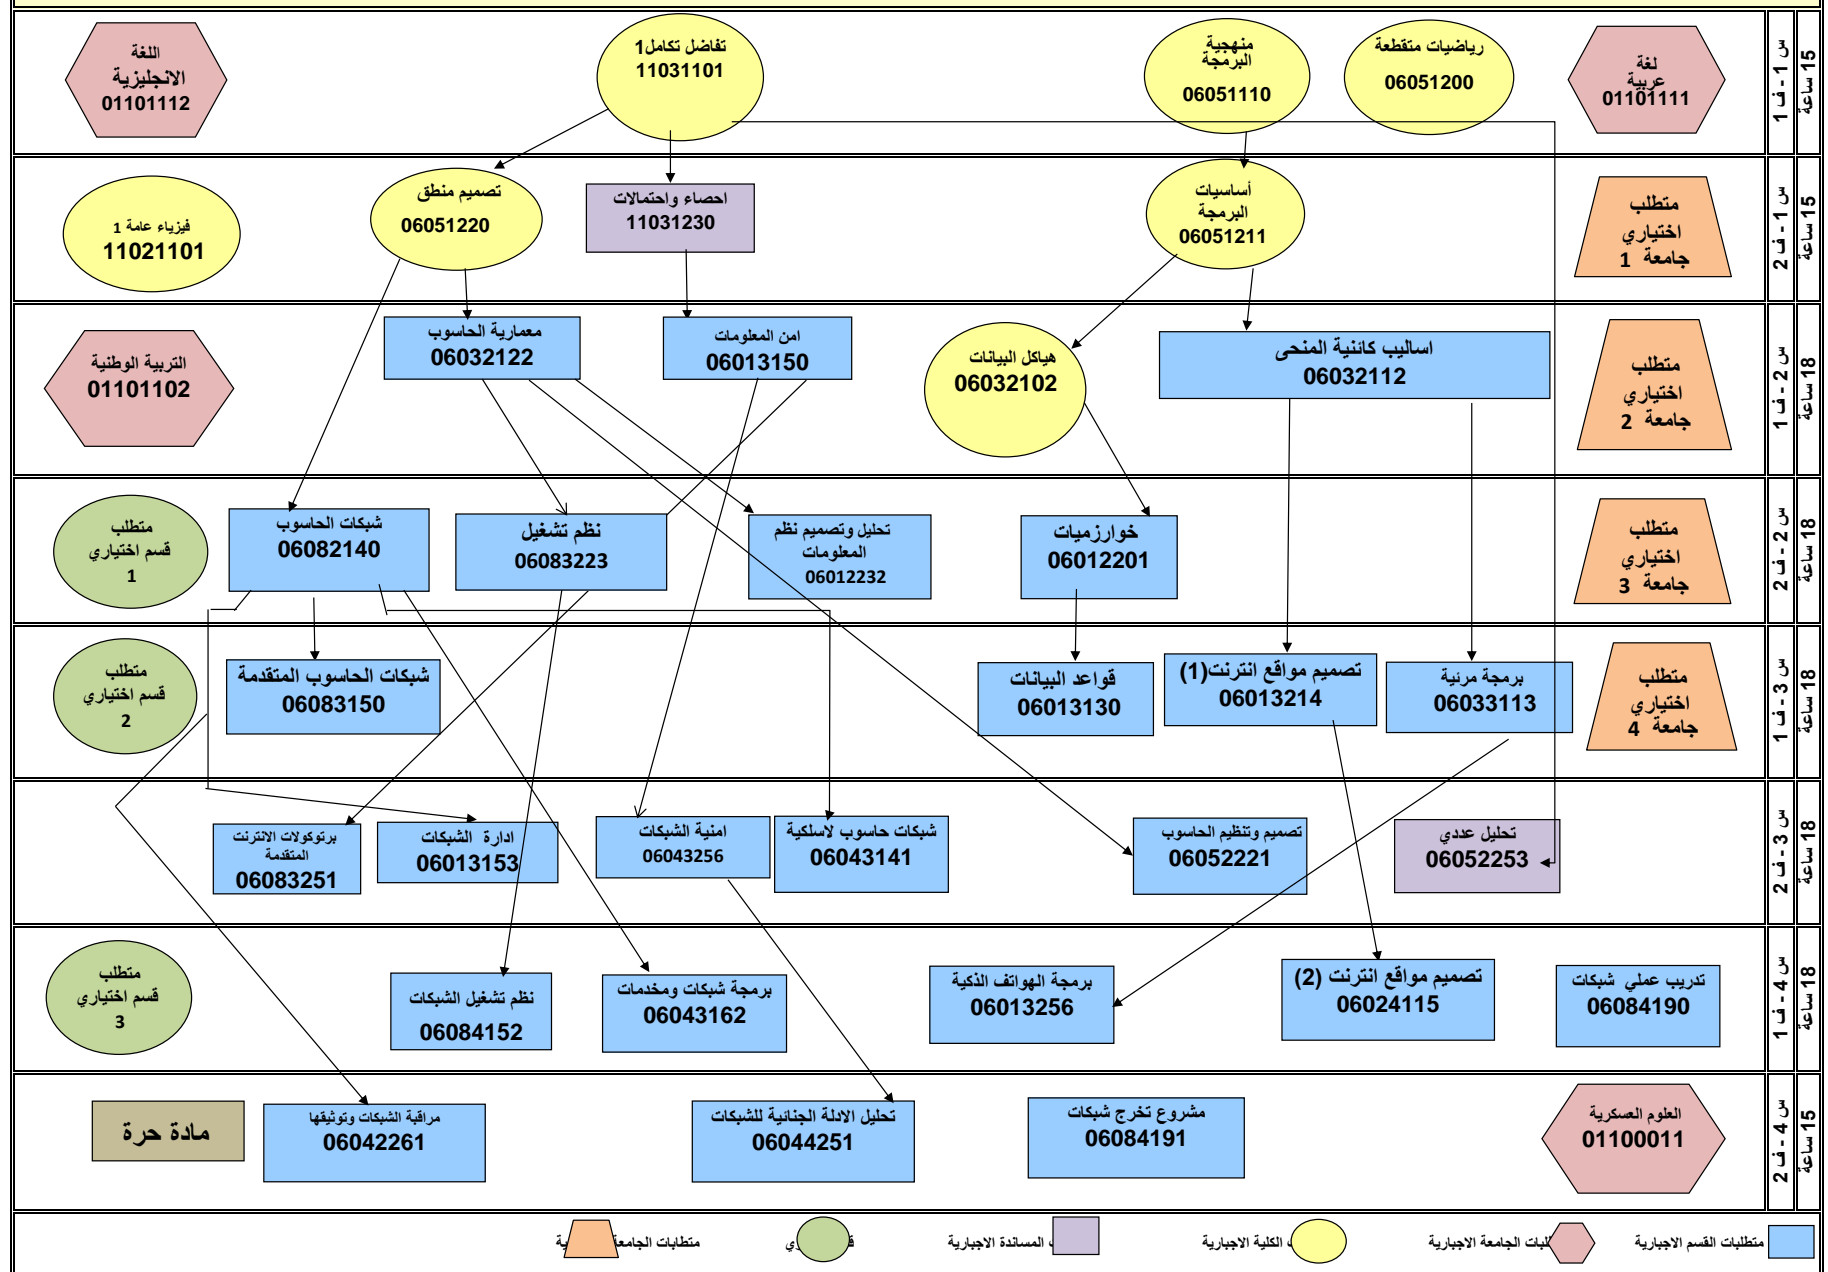 س 1 - ف 1
15 ساعة
لغة
عربية
01101111
رياضيات متقطعة
06051200
منهجية
البرمجة
06051110
تفاضل تكامل1
11031101
اللغة
الانجليزية
01101112
س 1 - ف 2
15 ساعة
متطلب
اختياري
جامعة 1
أساسيات
البرمجة
06051211
احصاء واحتمالات
11031230
تصميم منطق
06051220
فيزياء عامة 1
11021101
س 2 - ف 1
18 ساعة
متطلب
اختياري
جامعة 2
اساليب كائنية المنحى
06032112
هياكل البيانات
06032102
امن المعلومات
06013150
معمارية الحاسوب
06032122
التربية الوطنية
01101102
س 2 - ف 2
18 ساعة
متطلب
اختياري
جامعة 3
خوارزميات
06012201
تحليل وتصميم نظم
المعلومات
06012232
نظم تشغيل
06083223
شبكات الحاسوب
06082140
متطلب
قسم اختياري
1
س 3 - ف 1
18 ساعة
متطلب
اختياري
جامعة 4
برمجة مرئية
06033113
تصميم مواقع انترنت(1)
06013214
قواعد البيانات
06013130
شبكات الحاسوب المتقدمة
06083150
متطلب
قسم اختياري
2
س 3 - ف 2
18 ساعة
تحليل عددي
06052253
تصميم وتنظيم الحاسوب
06052221
شبكات حاسوب لاسلكية
06043141
امنية الشبكات
06043256
ادارة الشبكات
06013153
برتوكولات الانترنت
المتقدمة
06083251
س 4 - ف 1
18 ساعة
تدريب عملي شبكات
06084190
تصميم مواقع انترنت (2)
06024115
برمجة الهواتف الذكية
06013256
برمجة شبكات ومخدمات
06043162
نظم تشغيل الشبكات
06084152
متطلب
قسم اختياري
3
س 4 - ف 2
15 ساعة
العلوم العسكرية
01100011
مشروع تخرج شبكات
06084191
تحليل الادلة الجنائية للشبكات
06044251
مراقبة الشبكات وتوثيقها
06042261
مادة حرة
متطلبات القسم الاجبارية
لبات الجامعة الاجبارية
الكلية الاجبارية
المساندة الاجبارية
متطلبات الجامعة